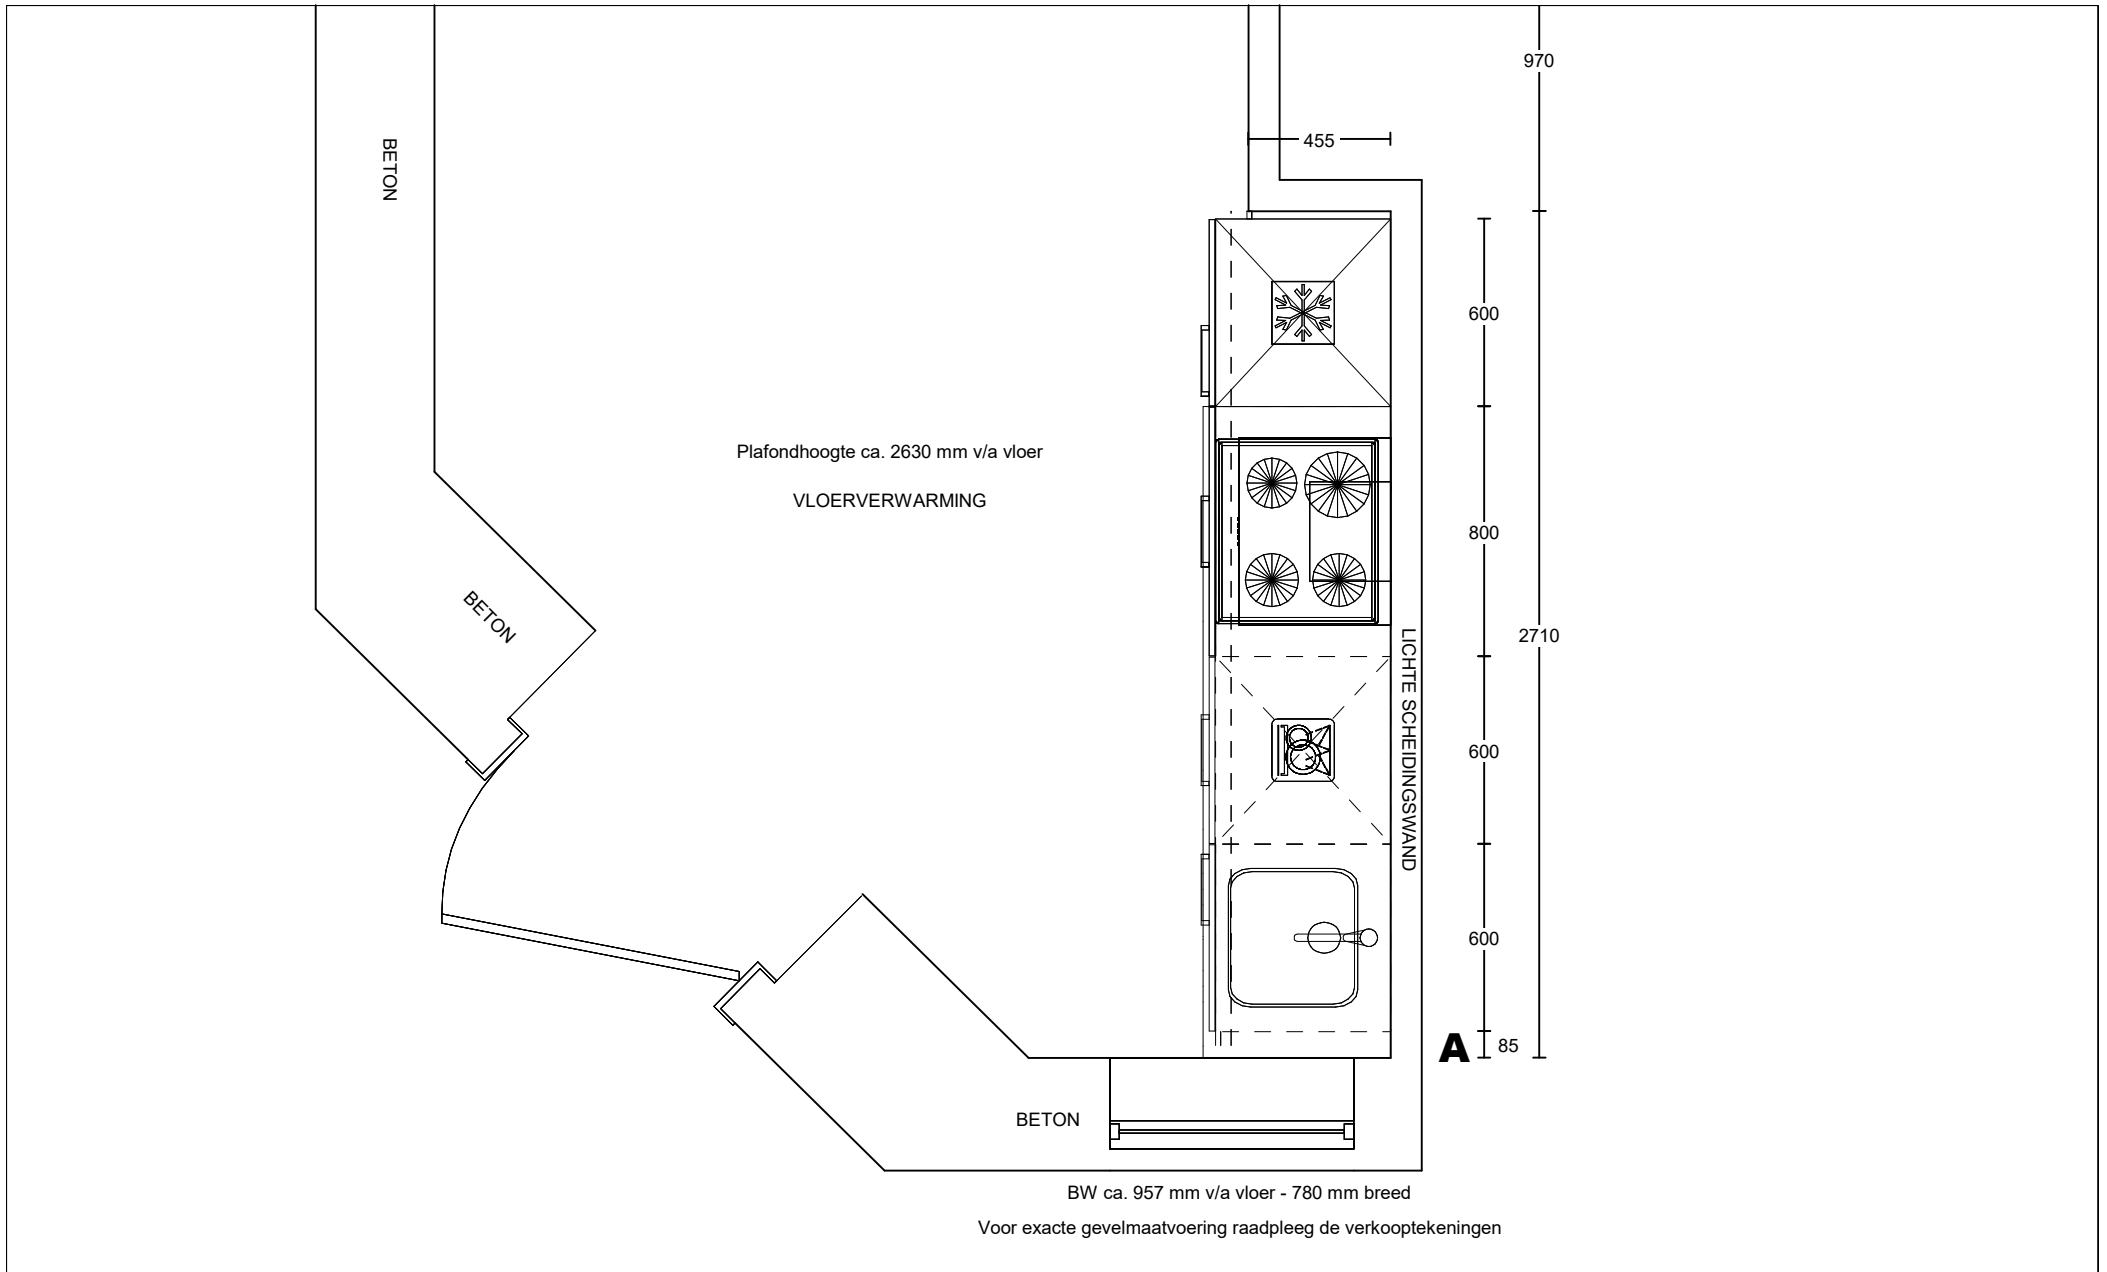 970
455
BETON
600
Plafondhoogte ca. 2630 mm v/a vloer
VLOERVERWARMING
800
BETON
2710
LICHTE SCHEIDINGSWAND
600
600
A
85
BETON
BW ca. 957 mm v/a vloer - 780 mm breed
Voor exacte gevelmaatvoering raadpleeg de verkooptekeningen